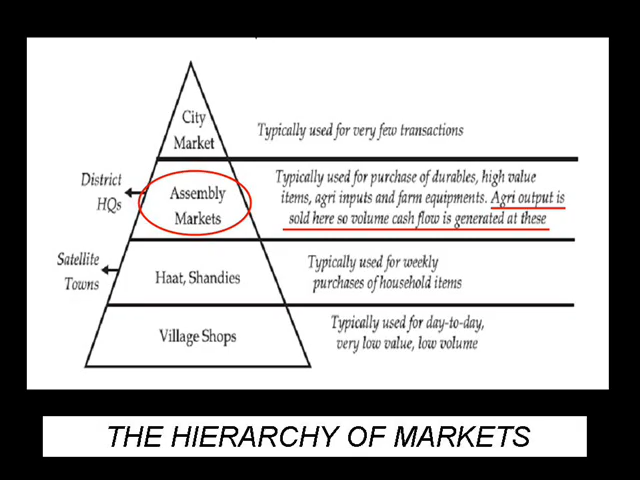 City
Market
Typically used for very few transactions
District
HQs
Assembly
Markets
Typically used for purchase of durables, high value
items, agri inputs and farm equipments. Agri output is
sold here so volume cash flow is generated at these
Satellite
Towns
Haat, Shandies
Typically used for weekly
purchases of household items
Village Shops
Typically used for day-to-day,
very low value, low volume
THE HIERARCHY OF MARKETS